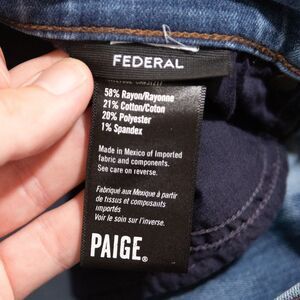 FEDERAL
58% Rayon/Rayonne
21% Cotton/Coton
20% Polyester
1% Spandex
Made in Mexico of Imported
fabric and components.
See care on reverse.
Fabriqué aux Mexique à partir
de tissus et composants
importés
Voir le soin sur l'inverse.
PAIGE®